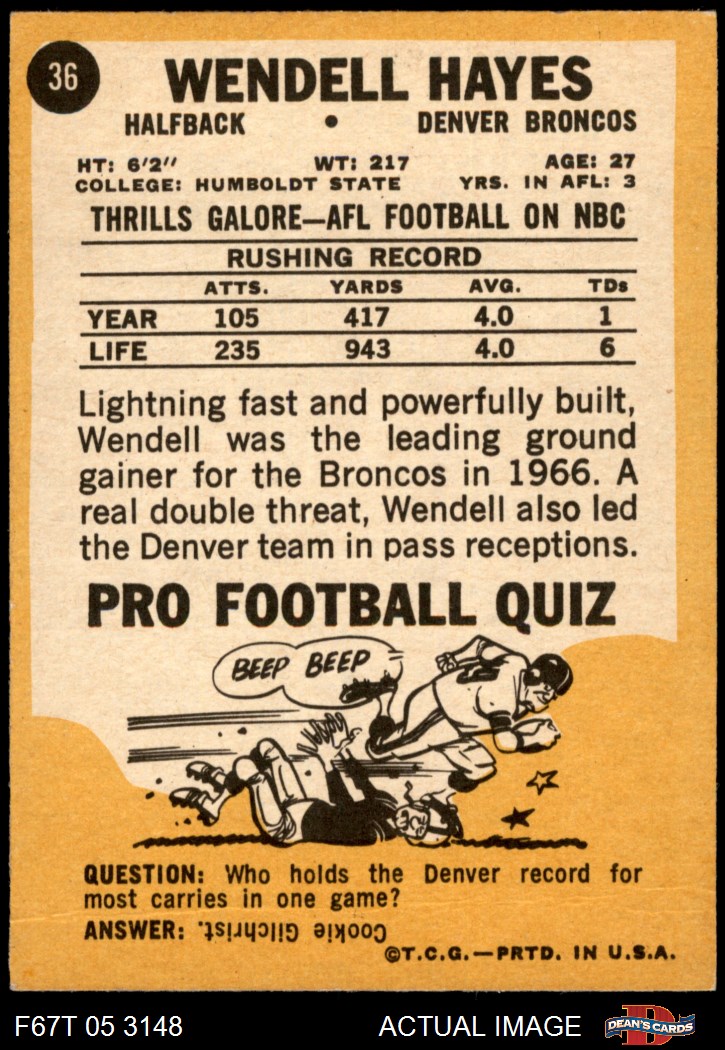 36
WENDELL HAYES
HALFBACK • DENVER BRONCOS
HT: 6'2" WT: 217 AGE: 27
COLLEGE: HUMBOLDT STATE YRS. IN AFL: 3
THRILLS GALORE—AFL FOOTBALL ON NBC
RUSHING RECORD
ATTS. YARDS AVG. TDs
YEAR 105 417 4.0 1
LIFE 235 943 4.0 6
Lightning fast and powerfully built,
Wendell was the leading ground
gainer for the Broncos in 1966. A
real double threat, Wendell also led
the Denver team in pass receptions.
PRO FOOTBALL QUIZ
BEEP BEEP
QUESTION: Who holds the Denver record for
most carries in one game?
ANSWER: Cookie Gilchrist.
©T.C.G.—PRTD. IN U.S.A.
F67T 05 3148 ACTUAL IMAGE
D
DEAN'S CARDS